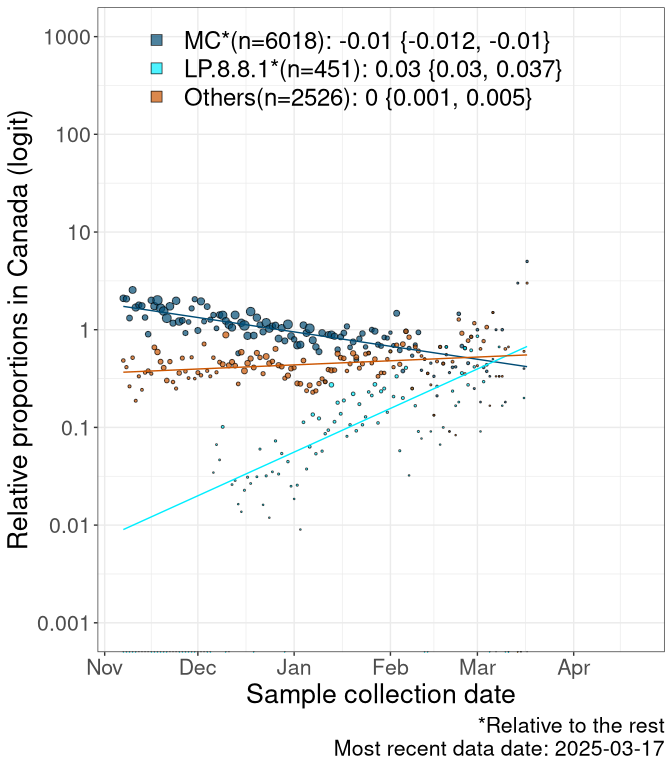 MC*(n=6018): -0.01 {-0.012, -0.01}
LP.8.8.1*(n=451): 0.03 {0.03, 0.037}
Others(n=2526): 0 {0.001, 0.005}
Relative proportions in Canada (logit)
1000
100
10
1
0.1
0.01
0.001
Nov Dec Jan Feb Mar Apr
Sample collection date
*Relative to the rest
Most recent data date: 2025-03-17